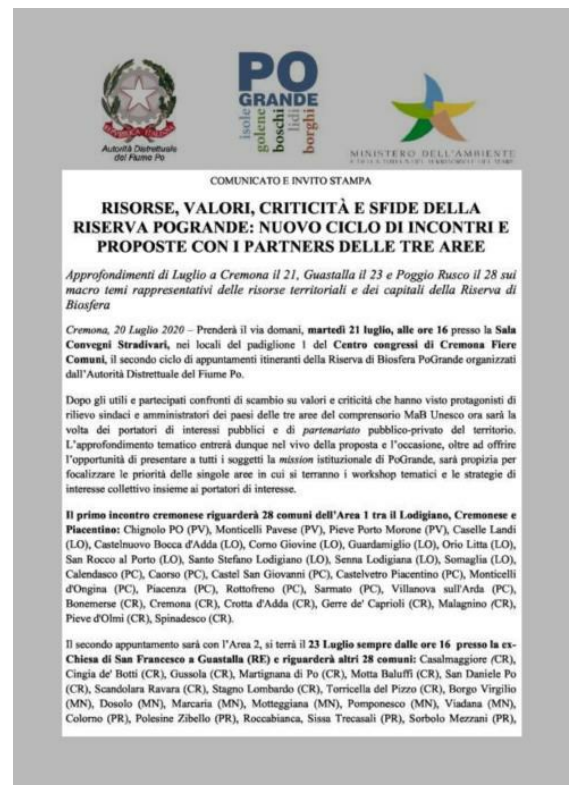 REPVBBLICA ITALIANA
Autorità Distrettuale
del Fiume Po
PO
GRANDE
isole
golene
boschi
lidi
borghi
MINISTERO DELL'AMBIENTE
COMUNICATO E INVITO STAMPA
RISORSE, VALORI, CRITICITÀ E SFIDE DELLA
RISERVA POGRANDE: NUOVO CICLO DI INCONTRI E
PROPOSTE CON I PARTNERS DELLE TRE AREE
Approfondimenti di Luglio a Cremona il 21, Guastalla il 23 e Poggio Rusco il 28 sui
macro temi rappresentativi delle risorse territoriali e dei capitali della Riserva di
Biosfera
Cremona, 20 Luglio 2020 – Prenderà il via domani, martedì 21 luglio, alle ore 16 presso la Sala
Convegni Stradivari, nei locali del padiglione 1 del Centro congressi di Cremona Fiere
Comuni, il secondo ciclo di appuntamenti itineranti della Riserva di Biosfera PoGrande organizzati
dall'Autorità Distrettuale del Fiume Po.
Dopo gli utili e partecipati confronti di scambio su valori e criticità che hanno visto protagonisti di
rilievo sindaci e amministratori dei paesi delle tre aree del comprensorio MaB Unesco ora sarà la
volta dei portatori di interessi pubblici e di partenariato pubblico-privato del territorio.
L'approfondimento tematico entrerà dunque nel vivo della proposta e l'occasione, oltre ad offrire
l'opportunità di presentare a tutti i soggetti la mission istituzionale di PoGrande, sarà propizia per
focalizzare le priorità delle singole aree in cui si terranno i workshop tematici e le strategie di
interesse collettivo insieme ai portatori di interesse.
Il primo incontro cremonese riguarderà 28 comuni dell'Area 1 tra il Lodigiano, Cremonese e
Piacentino: Chignolo PO (PV), Monticelli Pavese (PV), Pieve Porto Morone (PV), Caselle Landi
(LO), Castelnuovo Bocca d'Adda (LO), Corno Giovine (LO), Guardamiglio (LO), Orio Litta (LO),
San Rocco al Porto (LO), Santo Stefano Lodigiano (LO), Senna Lodigiana (LO), Somaglia (LO),
Calendasco (PC), Caorso (PC), Castel San Giovanni (PC), Castelvetro Piacentino (PC), Monticelli
d'Ongina (PC), Piacenza (PC), Rottofreno (PC), Sarmato (PC), Villanova sull'Arda (PC),
Bonemerse (CR), Cremona (CR), Crotta d'Adda (CR), Gerre de' Caprioli (CR), Malagnino (CR),
Pieve d'Olmi (CR), Spinadesco (CR).
Il secondo appuntamento sarà con l'Area 2, si terrà il 23 Luglio sempre dalle ore 16 presso la ex-
Chiesa di San Francesco a Guastalla (RE) e riguarderà altri 28 comuni: Casalmaggiore (CR),
Cingia de' Botti (CR), Gussola (CR), Martignana di Po (CR), Motta Baluffi (CR), San Daniele Po
(CR), Scandolara Ravara (CR), Stagno Lombardo (CR), Torricella del Pizzo (CR), Borgo Virgilio
(MN), Dosolo (MN), Marcaria (MN), Motteggiana (MN), Pomponesco (MN), Viadana (MN),
Colorno (PR), Polesine Zibello (PR), Roccabianca, Sissa Trecasali (PR), Sorbolo Mezzani (PR),